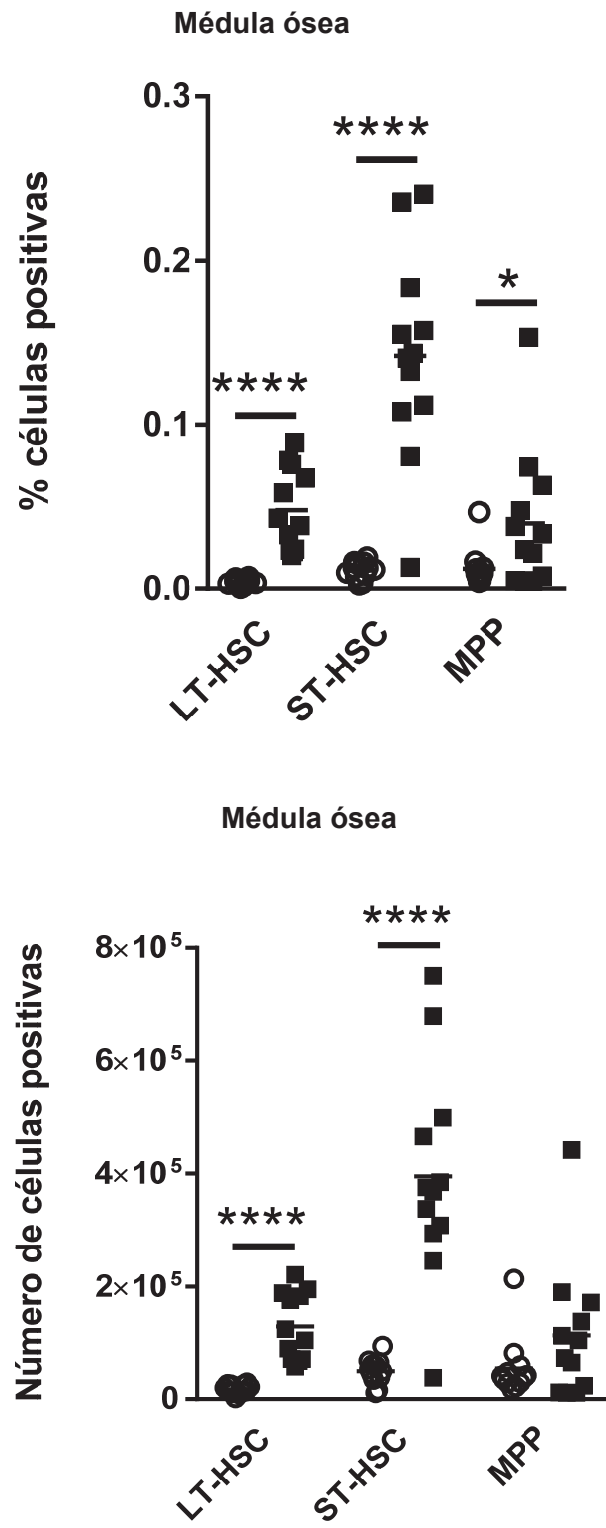 Médula ósea
% células positivas
0.3
0.2
0.1
0.0
****
****
*
LT-HSC
ST-HSC
MPP
Médula ósea
Número de células positivas
8×10⁵
6×10⁵
4×10⁵
2×10⁵
0
****
****
LT-HSC
ST-HSC
MPP